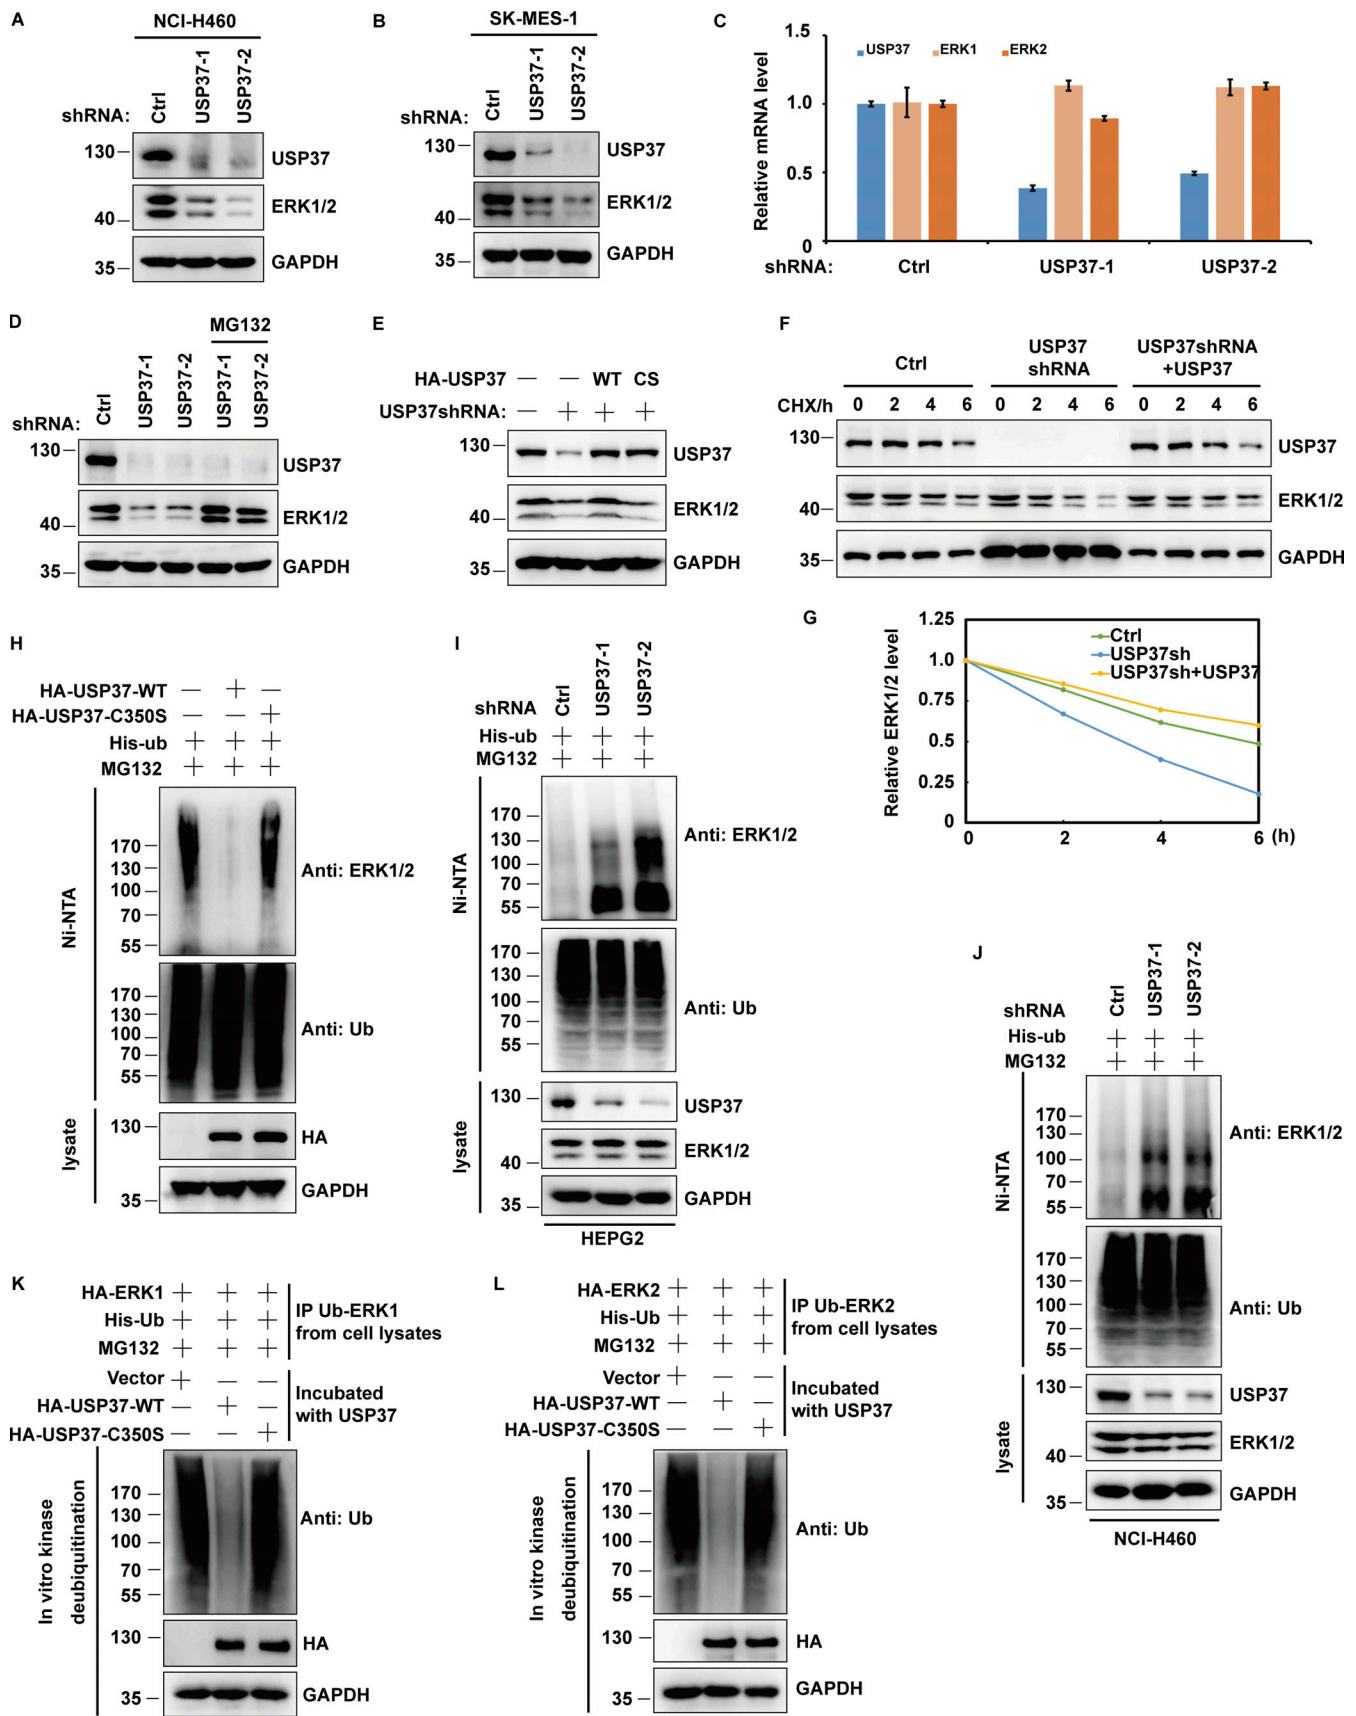 A
NCI-H460
shRNA:
Ctrl
USP37-1
USP37-2
130
USP37
40
ERK1/2
35
GAPDH
B
SK-MES-1
shRNA:
Ctrl
USP37-1
USP37-2
130
USP37
40
ERK1/2
35
GAPDH
C
Relative mRNA level
1.5
1.0
0.5
0
USP37 ERK1 ERK2
shRNA: Ctrl USP37-1 USP37-2
D
MG132
shRNA:
Ctrl
USP37-1
USP37-2
USP37-1
USP37-2
130
USP37
40
ERK1/2
35
GAPDH
E
HA-USP37 — — WT CS
USP37shRNA: — + + +
130
USP37
40
ERK1/2
35
GAPDH
F
Ctrl
USP37
shRNA
USP37shRNA
+USP37
CHX/h 0 2 4 6 0 2 4 6 0 2 4 6
130
USP37
40
ERK1/2
35
GAPDH
G
Relative ERK1/2 level
1.25
1.0
0.75
0.5
0.25
0
Ctrl
USP37sh
USP37sh+USP37
0 2 4 6 (h)
H
HA-USP37-WT — + —
HA-USP37-C350S — — +
His-ub + + +
MG132 + + +
Ni-NTA
170
130
100
70
55
Anti: ERK1/2
170
130
100
70
55
Anti: Ub
lysate
130
HA
35
GAPDH
I
shRNA
Ctrl
USP37-1
USP37-2
His-ub + + +
MG132 + + +
Ni-NTA
170
130
100
70
55
Anti: ERK1/2
170
130
100
70
55
Anti: Ub
lysate
130
USP37
40
ERK1/2
35
GAPDH
HEPG2
J
shRNA
Ctrl
USP37-1
USP37-2
His-ub + + +
MG132 + + +
Ni-NTA
170
130
100
70
55
Anti: ERK1/2
170
130
100
70
55
Anti: Ub
lysate
130
USP37
40
ERK1/2
35
GAPDH
NCI-H460
K
HA-ERK1 + + +
His-Ub + + +
MG132 + + +
IP Ub-ERK1
from cell lysates
Vector + — —
HA-USP37-WT — + —
HA-USP37-C350S — — +
Incubated
with USP37
In vitro kinase
deubiquitination
170
130
100
70
55
Anti: Ub
130
HA
35
GAPDH
L
HA-ERK2 + + +
His-Ub + + +
MG132 + + +
IP Ub-ERK2
from cell lysates
Vector + — —
HA-USP37-WT — + —
HA-USP37-C350S — — +
Incubated
with USP37
In vitro kinase
deubiquitination
170
130
100
70
55
Anti: Ub
130
HA
35
GAPDH